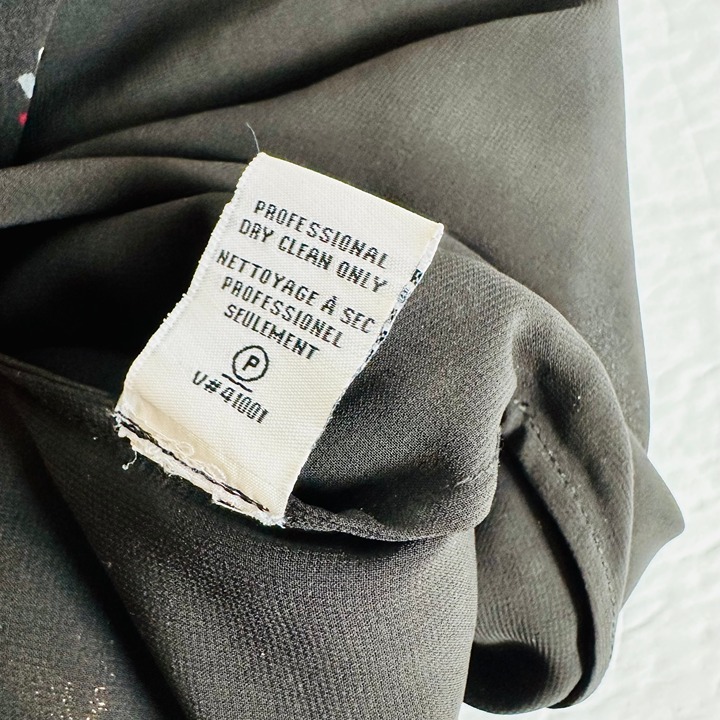 PROFESSIONAL
DRY CLEAN ONLY
NETTOYAGE À SEC
PROFESSIONEL
SEULEMENT
P
V#41001